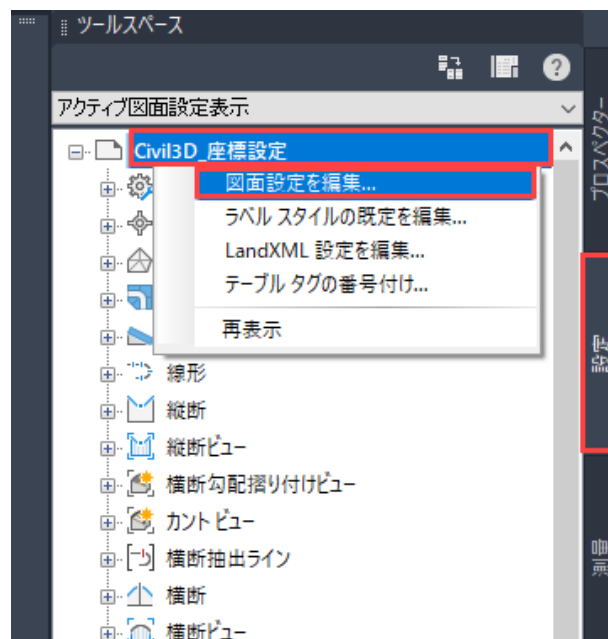 ツールスペース
アクティブ図面設定表示
Civil3D_座標設定
図面設定を編集...
ラベル スタイルの既定を編集...
LandXML 設定を編集...
テーブル タグの番号付け...
再表示
線形
縦断
縦断ビュー
横断勾配摺り付けビュー
カント ビュー
横断抽出ライン
横断
横断ビュー
プロスペクター
設定